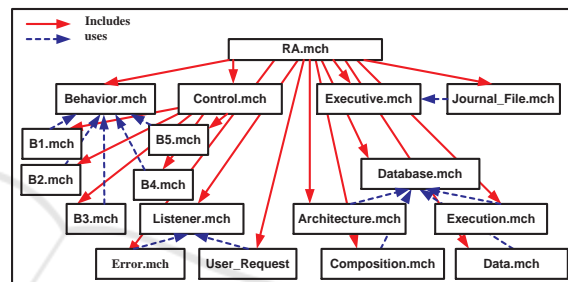 Includes
uses
RA.mch
Behavior.mch
Control.mch
Executive.mch
Journal_File.mch
B1.mch
B5.mch
B2.mch
B4.mch
Database.mch
B3.mch
Listener.mch
Architecture.mch
Execution.mch
Error.mch
User_Request
Composition.mch
Data.mch